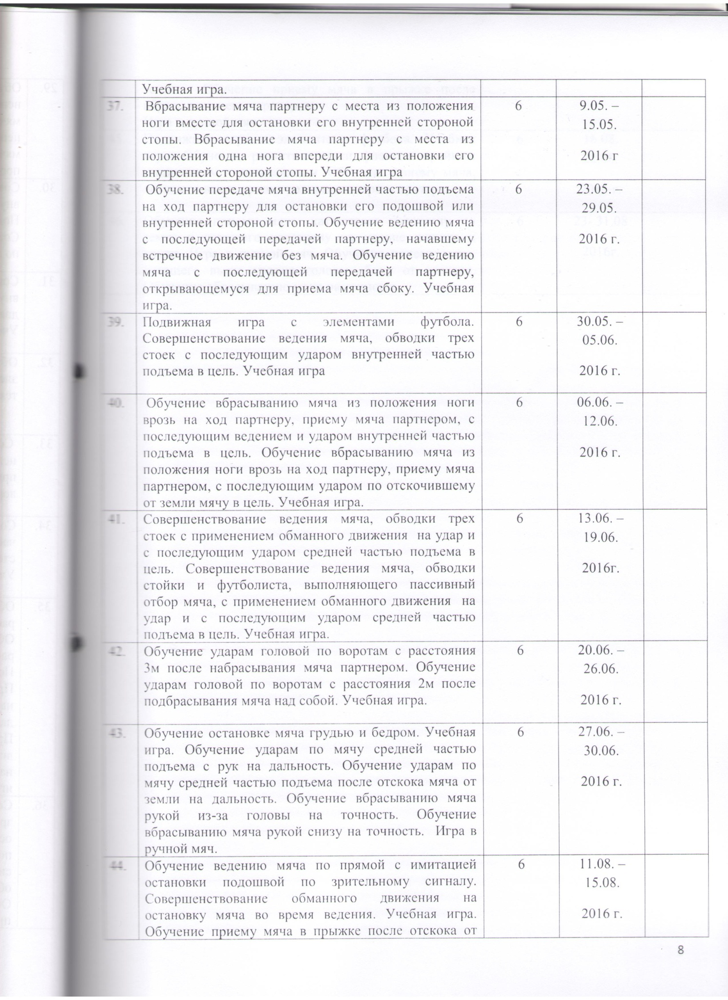 Учебная игра.
37. Вбрасывание мяча партнеру с места из положения 6 9.05. –
ноги вместе для остановки его внутренней стороной 15.05.
стопы. Вбрасывание мяча партнеру с места из
положения одна нога впереди для остановки его 2016 г
внутренней стороной стопы. Учебная игра
38. Обучение передаче мяча внутренней частью подъема 6 23.05. –
на ход партнеру для остановки его подошвой или 29.05.
внутренней стороной стопы. Обучение ведению мяча
с последующей передачей партнеру, начавшему 2016 г.
встречное движение без мяча. Обучение ведению
мяча с последующей передачей партнеру,
открывающемуся для приема мяча сбоку. Учебная
игра.
39. Подвижная игра с элементами футбола. 6 30.05. –
Совершенствование ведения мяча, обводки трех 05.06.
стоек с последующим ударом внутренней частью
подъема в цель. Учебная игра 2016 г.
40. Обучение вбрасыванию мяча из положения ноги 6 06.06. –
врозь на ход партнеру, приему мяча партнером, с 12.06.
последующим ведением и ударом внутренней частью
подъема в цель. Обучение вбрасыванию мяча из 2016 г.
положения ноги врозь на ход партнеру, приему мяча
партнером, с последующим ударом по отскочившему
от земли мячу в цель. Учебная игра.
41. Совершенствование ведения мяча, обводки трех 6 13.06. –
стоек с применением обманного движения на удар и 19.06.
с последующим ударом средней частью подъема в
цель. Совершенствование ведения мяча, обводки 2016г.
стойки и футболиста, выполняющего пассивный
отбор мяча, с применением обманного движения на
удар и с последующим ударом средней частью
подъема в цель. Учебная игра.
42. Обучение ударам головой по воротам с расстояния 6 20.06. –
3м после набрасывания мяча партнером. Обучение 26.06.
ударам головой по воротам с расстояния 2м после
подбрасывания мяча над собой. Учебная игра. 2016 г.
43. Обучение остановке мяча грудью и бедром. Учебная 6 27.06. –
игра. Обучение ударам по мячу средней частью 30.06.
подъема с рук на дальность. Обучение ударам по
мячу средней частью подъема после отскока мяча от 2016 г.
земли на дальность. Обучение вбрасыванию мяча
рукой из-за головы на точность. Обучение
вбрасыванию мяча рукой снизу на точность. Игра в
ручной мяч.
44. Обучение ведению мяча по прямой с имитацией 6 11.08. –
остановки подошвой по зрительному сигналу. 15.08.
Совершенствование обманного движения на
остановку мяча во время ведения. Учебная игра. 2016 г.
Обучение приему мяча в прыжке после отскока от
8